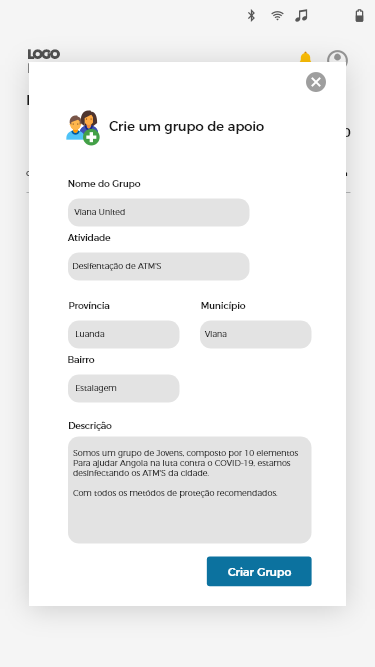 LOGO
Crie um grupo de apoio
Nome do Grupo
Viana United
Atividade
Desifentação de ATM'S
Província
Município
Luanda
Viana
Bairro
Estalagem
Descrição
Somos um grupo de Jovens, composto por 10 elementos
Para ajudar Angola na luta contra o COVID-19, estamos
desinfectando os ATM'S da cidade.
Com todos os metódos de proteção recomendados.
Criar Grupo